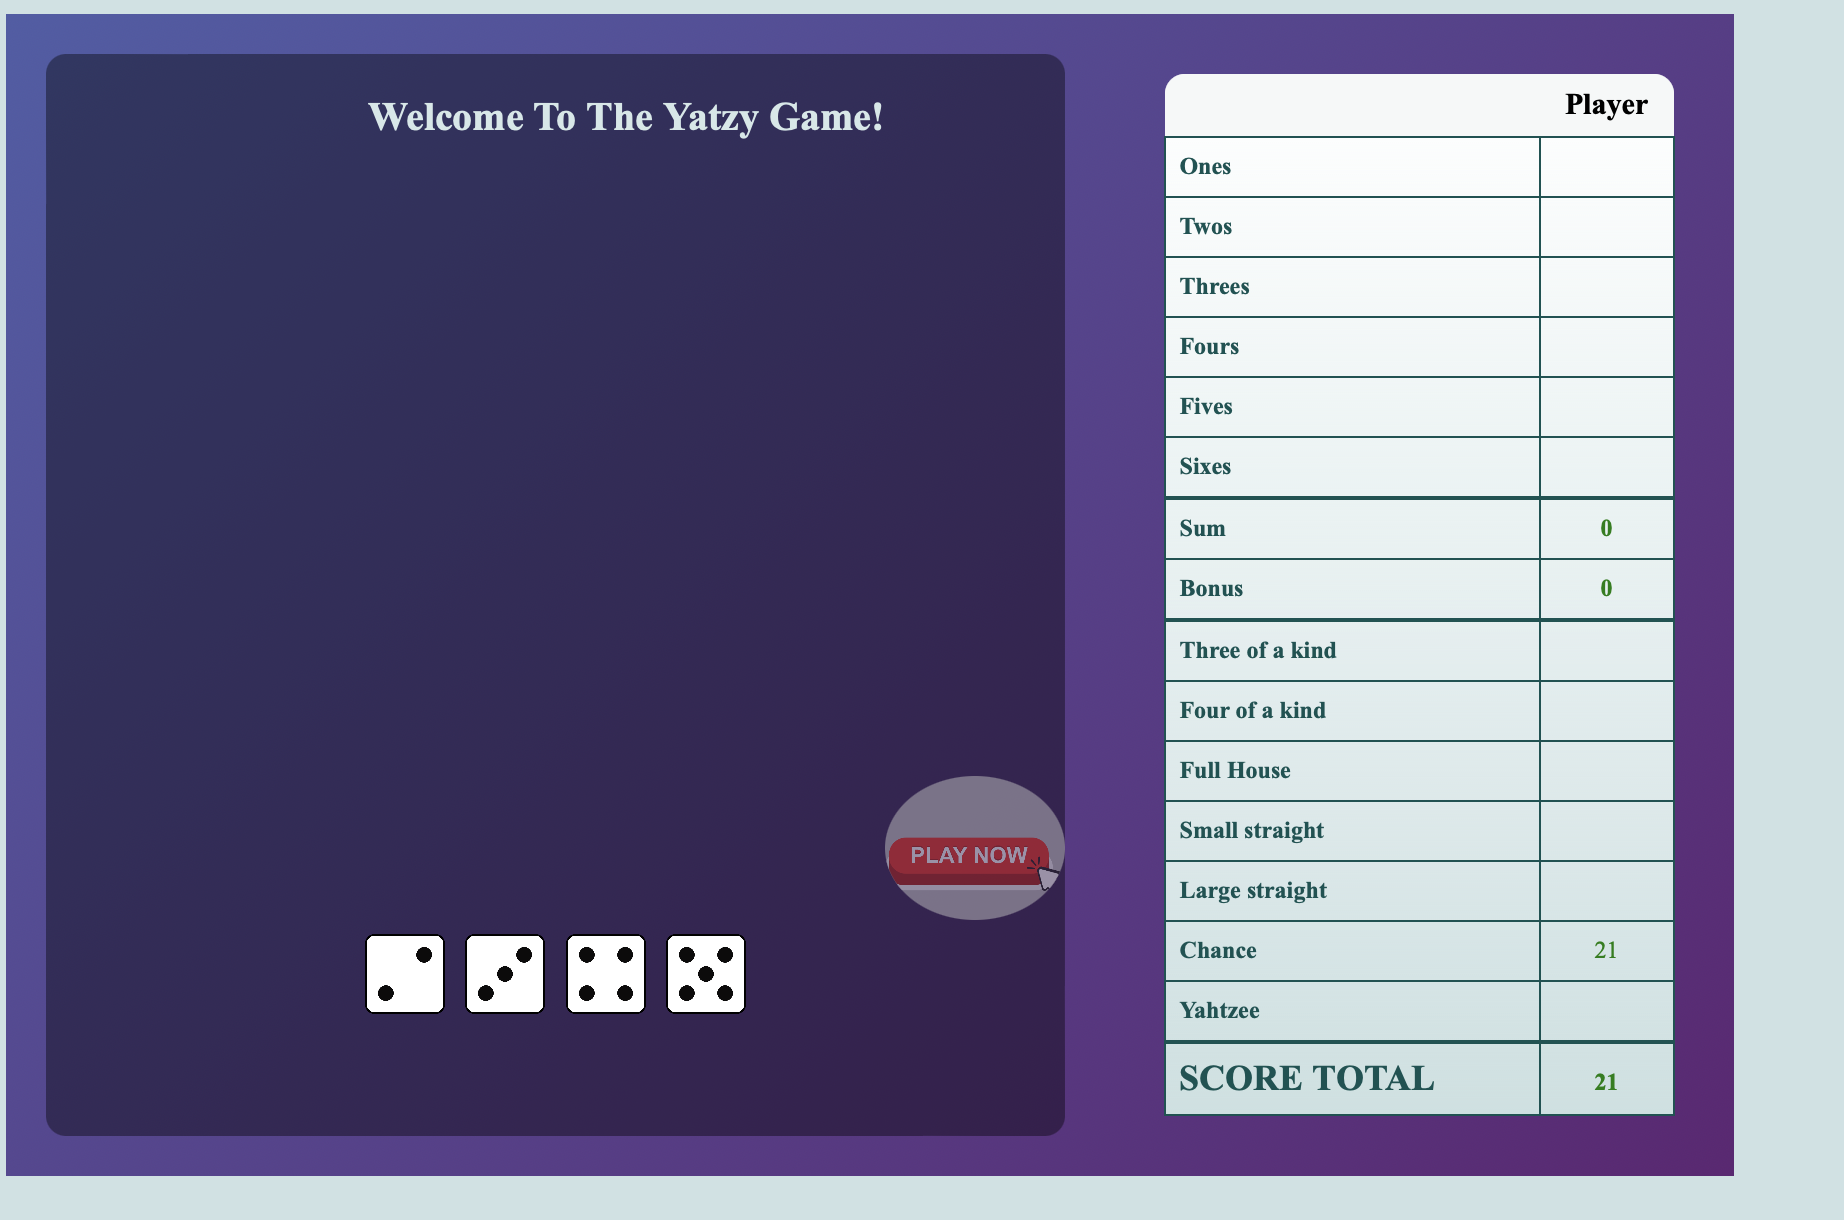 Welcome To The Yatzy Game!
PLAY NOW
Player
Ones
Twos
Threes
Fours
Fives
Sixes
Sum 0
Bonus 0
Three of a kind
Four of a kind
Full House
Small straight
Large straight
Chance 21
Yahtzee
SCORE TOTAL 21